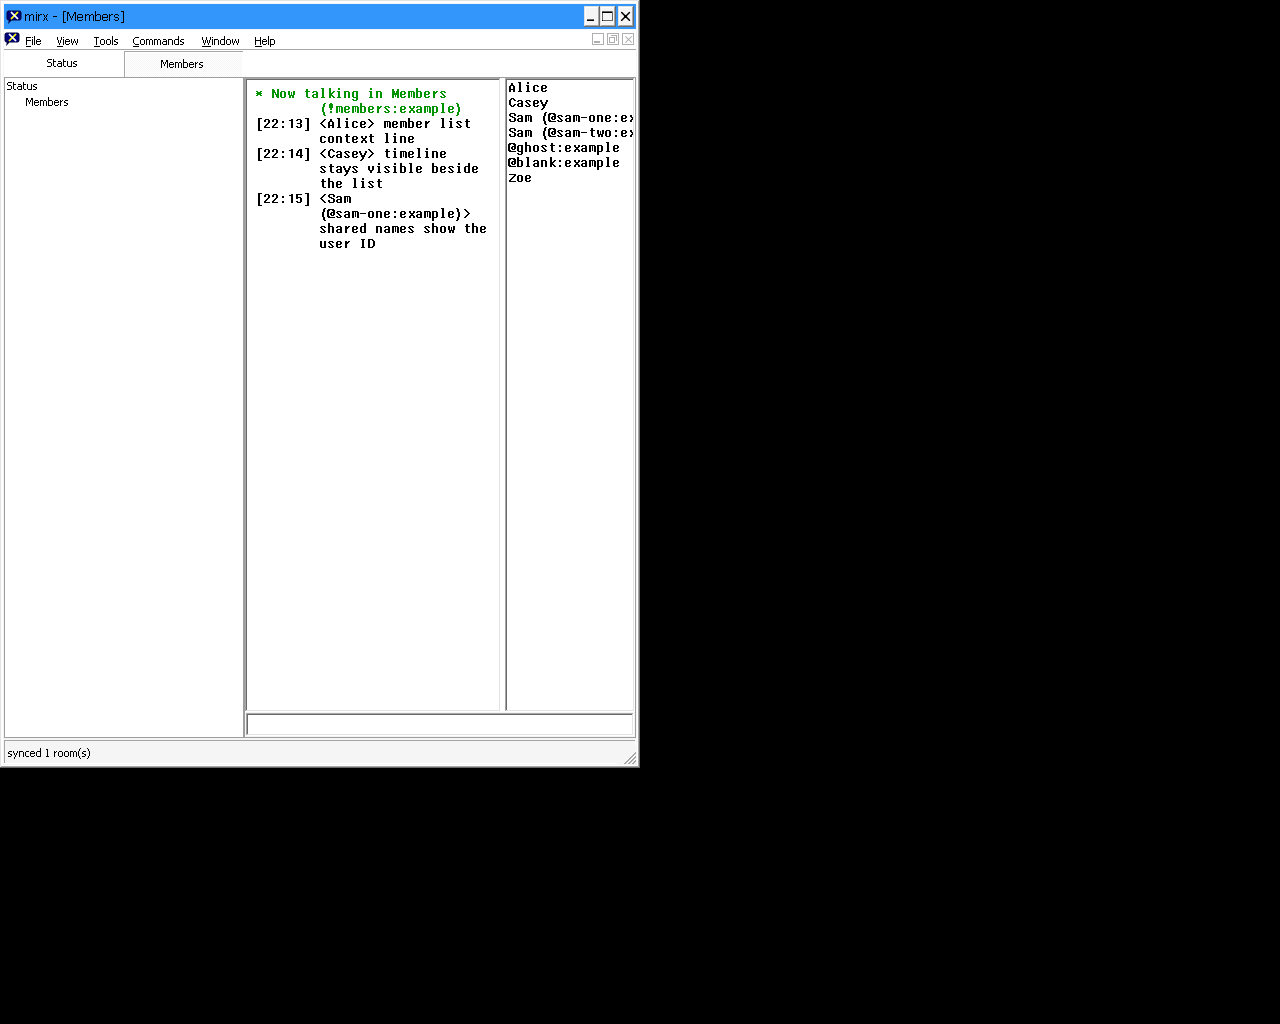 mirx - [Members]
File View Tools Commands Window Help
Status Members
Status
Members
* Now talking in Members
(!members:example)
[22:13] <Alice> member list
context line
[22:14] <Casey> timeline
stays visible beside
the list
[22:15] <Sam
(@sam-one:example)>
shared names show the
user ID
Alice
Casey
Sam (@sam-one:ex
Sam (@sam-two:ex
@ghost:example
@blank:example
Zoe
synced 1 room(s)